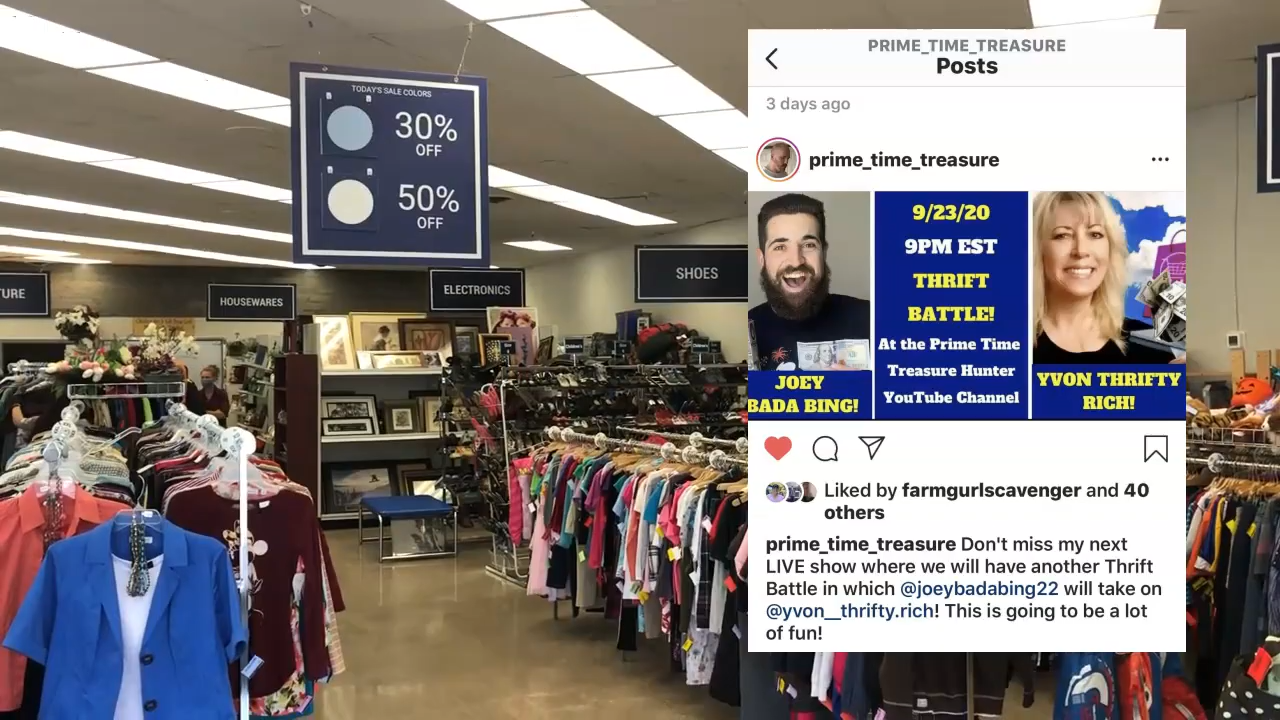 TODAY'S SALE COLORS
30%
OFF
50%
OFF
TURE
HOUSEWARES
ELECTRONICS
SHOES
PRIME_TIME_TREASURE
Posts
3 days ago
prime_time_treasure
9/23/20
9PM EST
THRIFT
BATTLE!
At the Prime Time
Treasure Hunter
YouTube Channel
JOEY
BADA BING!
YVON THRIFTY
RICH!
Liked by farmgurlscavenger and 40
others
prime_time_treasure Don't miss my next
LIVE show where we will have another Thrift
Battle in which @joeybadabing22 will take on
@yvon__thrifty.rich! This is going to be a lot
of fun!